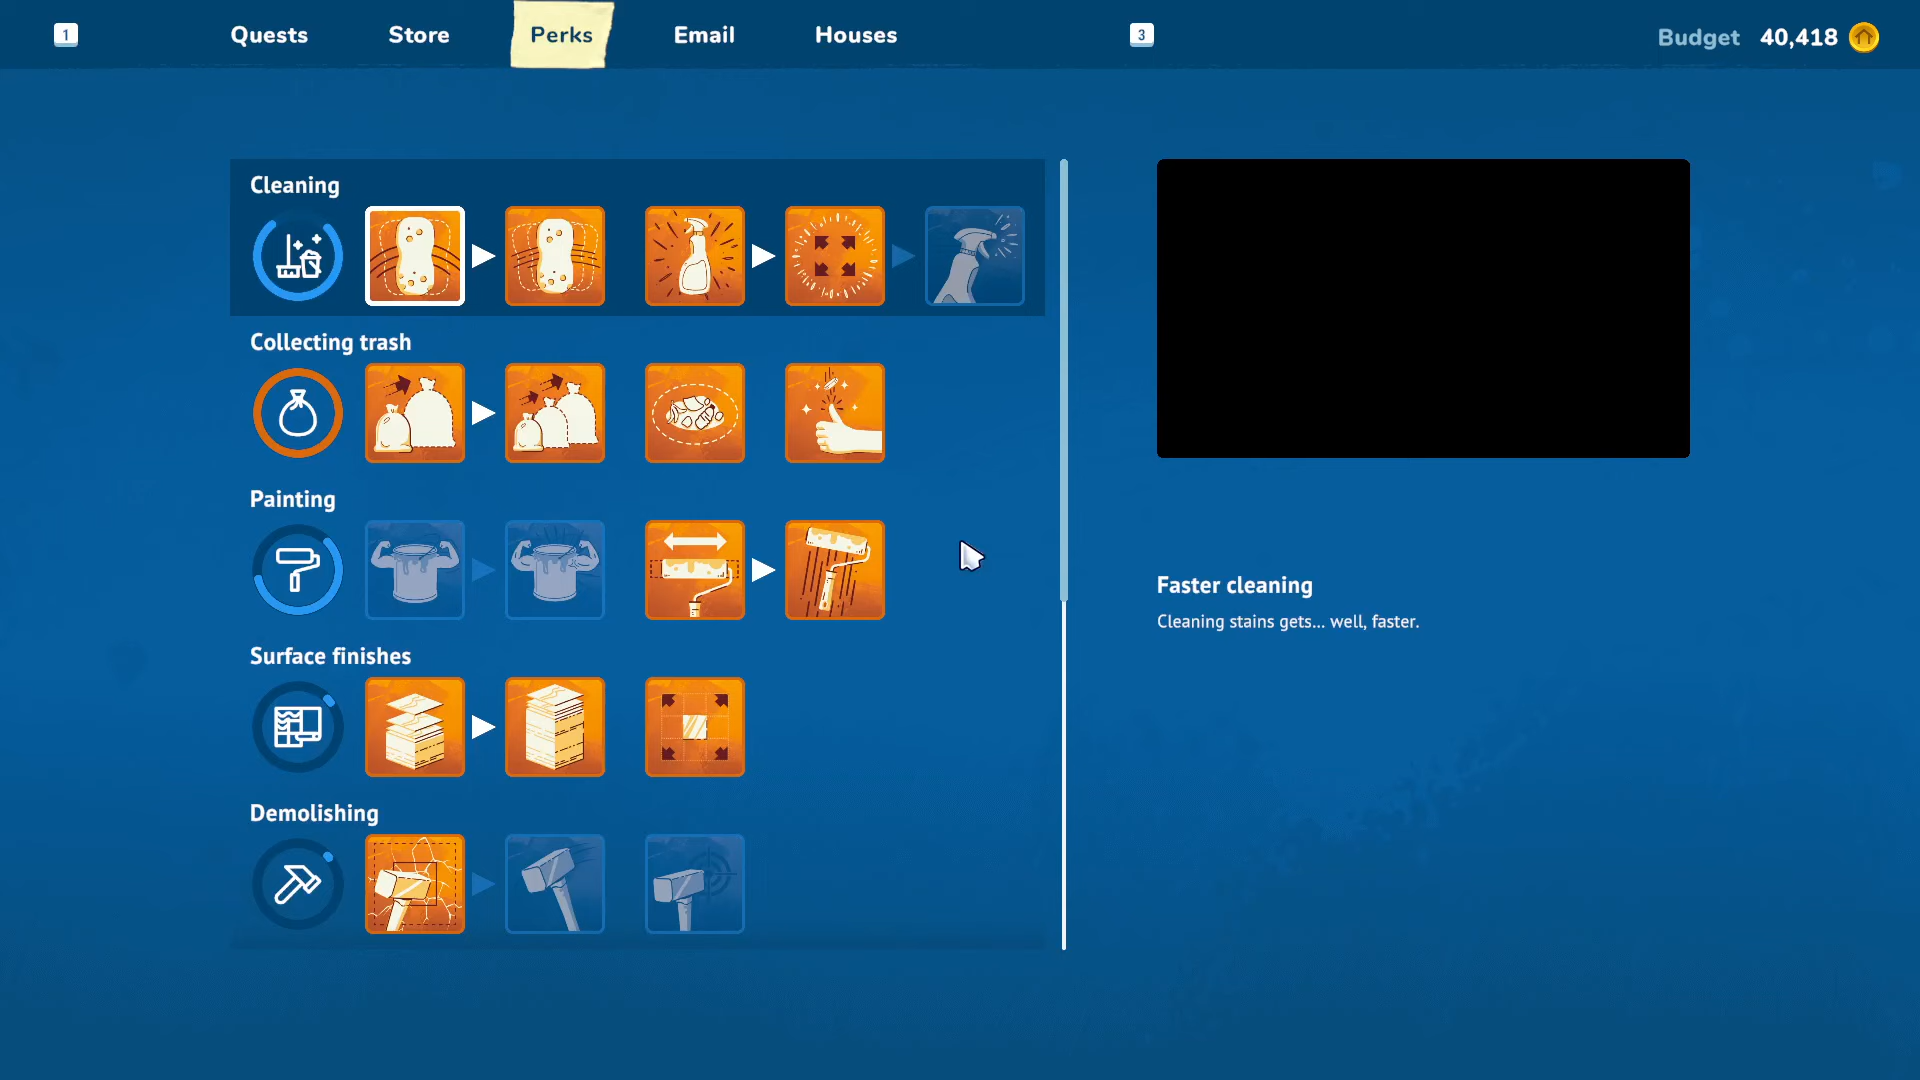 1
Quests
Store
Perks
Email
Houses
3
Budget 40,418
Cleaning
Collecting trash
Painting
Surface finishes
Demolishing
Faster cleaning
Cleaning stains gets... well, faster.